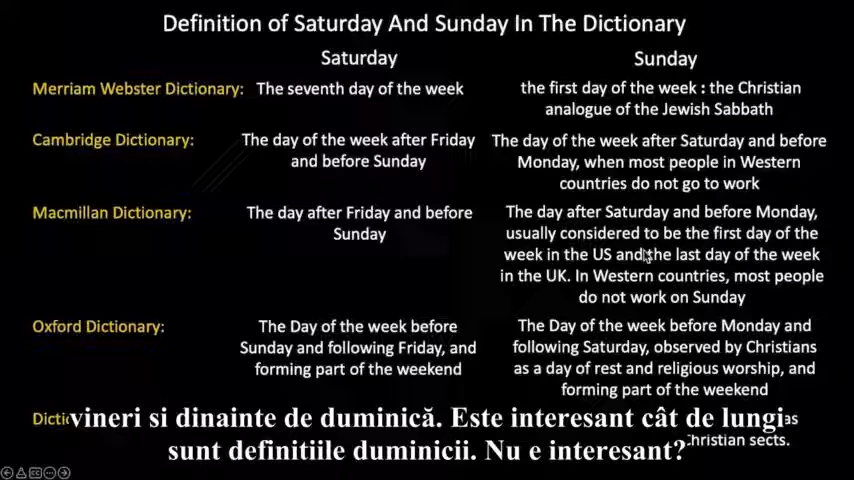 Definition of Saturday And Sunday In The Dictionary
Saturday
Sunday
Merriam Webster Dictionary:
The seventh day of the week
the first day of the week : the Christian
analogue of the Jewish Sabbath
Cambridge Dictionary:
The day of the week after Friday
and before Sunday
The day of the week after Saturday and before
Monday, when most people in Western
countries do not go to work
Macmillan Dictionary:
The day after Friday and before
Sunday
The day after Saturday and before Monday,
usually considered to be the first day of the
week in the US and the last day of the week
in the UK. In Western countries, most people
do not work on Sunday
Oxford Dictionary:
The Day of the week before
Sunday and following Friday, and
forming part of the weekend
The Day of the week before Monday and
following Saturday, observed by Christians
as a day of rest and religious worship, and
forming part of the weekend
as
Christian sects.
vineri si dinainte de duminică. Este interesant cât de lungi
sunt definitiile duminicii. Nu e interesant?